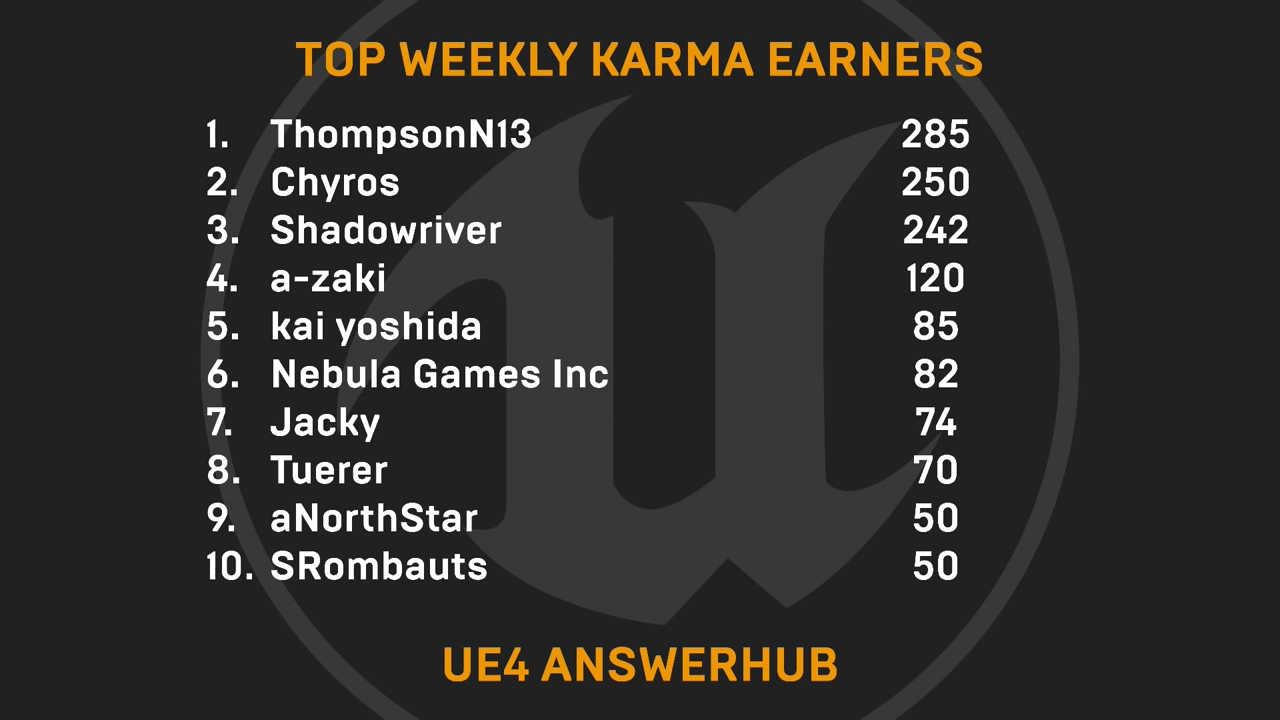 TOP WEEKLY KARMA EARNERS
1. ThompsonN13 285
2. Chyros 250
3. Shadowriver 242
4. a-zaki 120
5. kai yoshida 85
6. Nebula Games Inc 82
7. Jacky 74
8. Tuerer 70
9. aNorthStar 50
10. SRombauts 50
UE4 ANSWERHUB